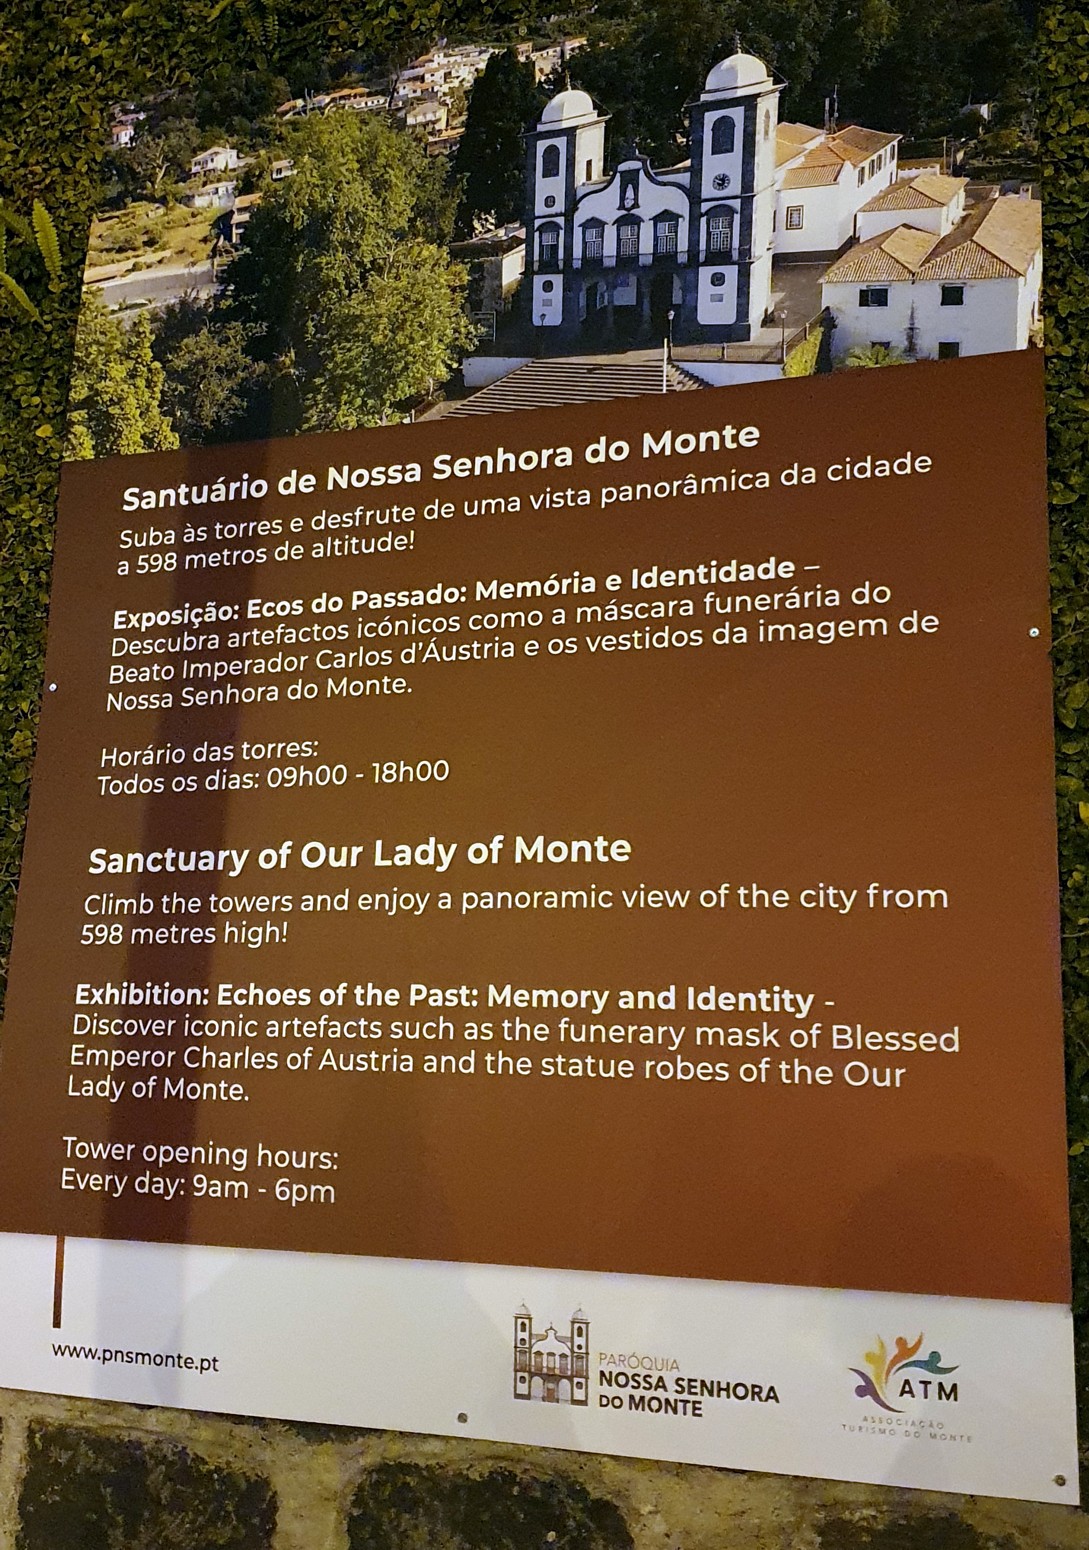 Santuário de Nossa Senhora do Monte
Suba às torres e desfrute de uma vista panorâmica da cidade
a 598 metros de altitude!
Exposição: Ecos do Passado: Memória e Identidade –
Descubra artefactos icónicos como a máscara funerária do
Beato Imperador Carlos d'Áustria e os vestidos da imagem de
Nossa Senhora do Monte.
Horário das torres:
Todos os dias: 09h00 - 18h00
Sanctuary of Our Lady of Monte
Climb the towers and enjoy a panoramic view of the city from
598 metres high!
Exhibition: Echoes of the Past: Memory and Identity -
Discover iconic artefacts such as the funerary mask of Blessed
Emperor Charles of Austria and the statue robes of the Our
Lady of Monte.
Tower opening hours:
Every day: 9am - 6pm
www.pnsmonte.pt
PARÓQUIA
NOSSA SENHORA
DO MONTE
ATM
ASSOCIAÇÃO
TURISMO DO MONTE